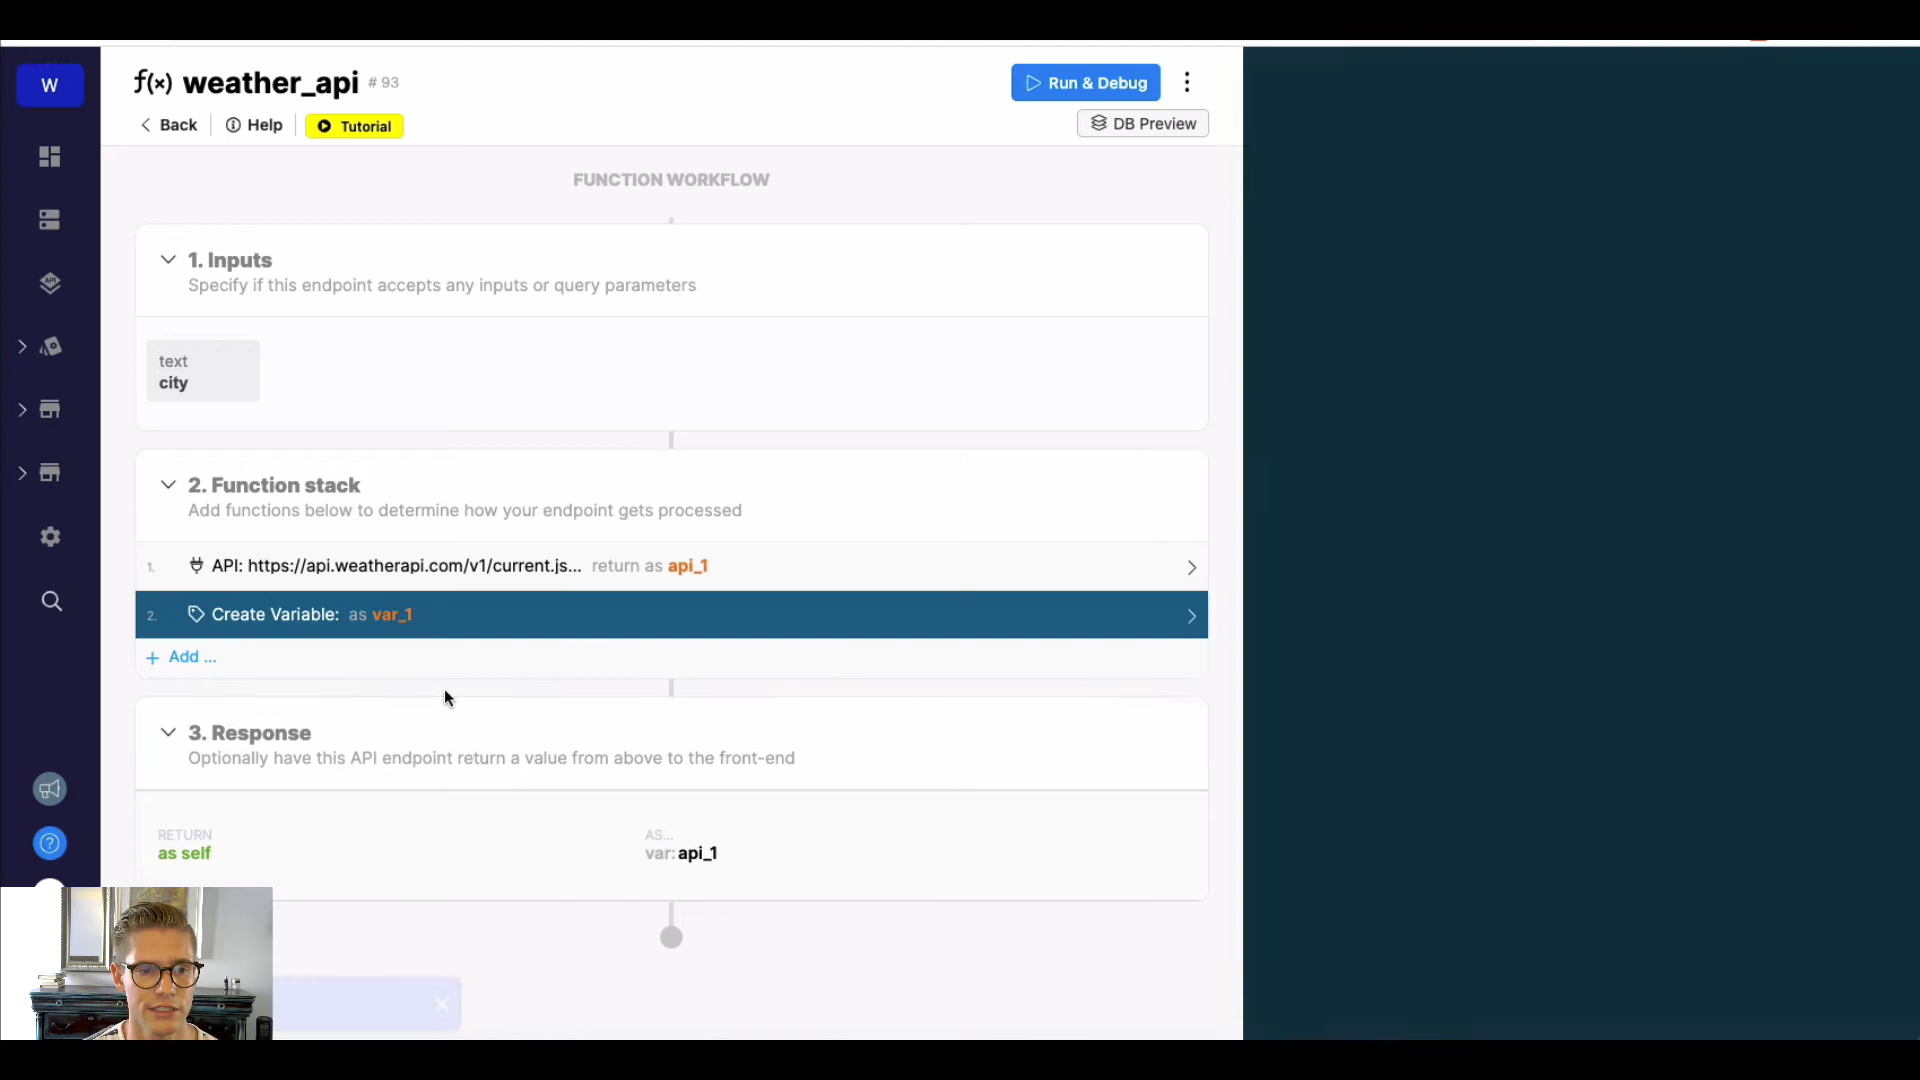 W
f(x) weather_api # 93
Run & Debug
Back
Help
Tutorial
DB Preview
FUNCTION WORKFLOW
1. Inputs
Specify if this endpoint accepts any inputs or query parameters
text
city
2. Function stack
Add functions below to determine how your endpoint gets processed
1. API: https://api.weatherapi.com/v1/current.js... return as api_1
2. Create Variable: as var_1
+ Add ...
3. Response
Optionally have this API endpoint return a value from above to the front-end
RETURN
as self
AS...
var: api_1